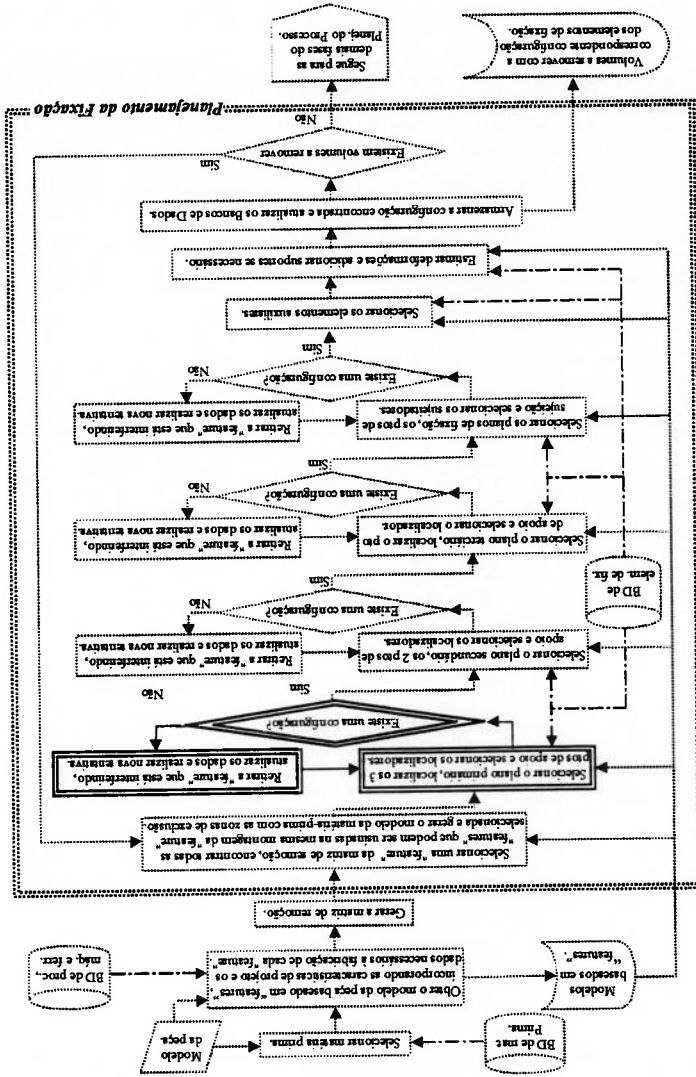 Modelo
da peça.
Selecionar matéria prima.
BD de mat
Prima.
Obter o modelo da peça baseado em "features",
incorporando as características de projeto e os
dados necessários à fabricação de cada "feature".
BD de proc.,
máq. e ferr.
Modelos
baseados em
"features".
Gerar a matriz de remoção.
Selecionar uma "feature" da matriz de remoção, encontrar todas as
"features" que podem ser usinadas na mesma montagem da "feature"
selecionada e gerar o modelo da matéria-prima com as zonas de exclusão.
Selecionar o plano primário, localizar os 3
ptos de apoio e selecionar os localizadores.
Retirar a "feature" que está interferindo,
atualizar os dados e realizar nova tentativa.
Existe uma configuração?
Sim
Não
Selecionar o plano secundário, os 2 ptos de
apoio e selecionar os localizadores.
Retirar a "feature" que está interferindo,
atualizar os dados e realizar nova tentativa.
Existe uma configuração?
Não
Sim
BD de
elem. de fix.
Selecionar o plano terciário, localizar o pto
de apoio e selecionar o localizador.
Retirar a "feature" que está interferindo,
atualizar os dados e realizar nova tentativa.
Existe uma configuração?
Não
Sim
Selecionar os planos de fixação, os ptos de
sujeição e selecionar os sujeitadores.
Retirar a "feature" que está interferindo,
atualizar os dados e realizar nova tentativa.
Existe uma configuração?
Não
Sim
Selecionar os elementos auxiliares.
Estimar deformações e adicionar suportes se necessário.
Armazenar a configuração encontrada e atualizar os Bancos de Dados.
Existem volumes a remover
Sim
Não
Planejamento da Fixação
Volumes a remover com a
correspondente configuração
dos elementos de fixação.
Segue para as
demais fases do
Planej. do Processo.